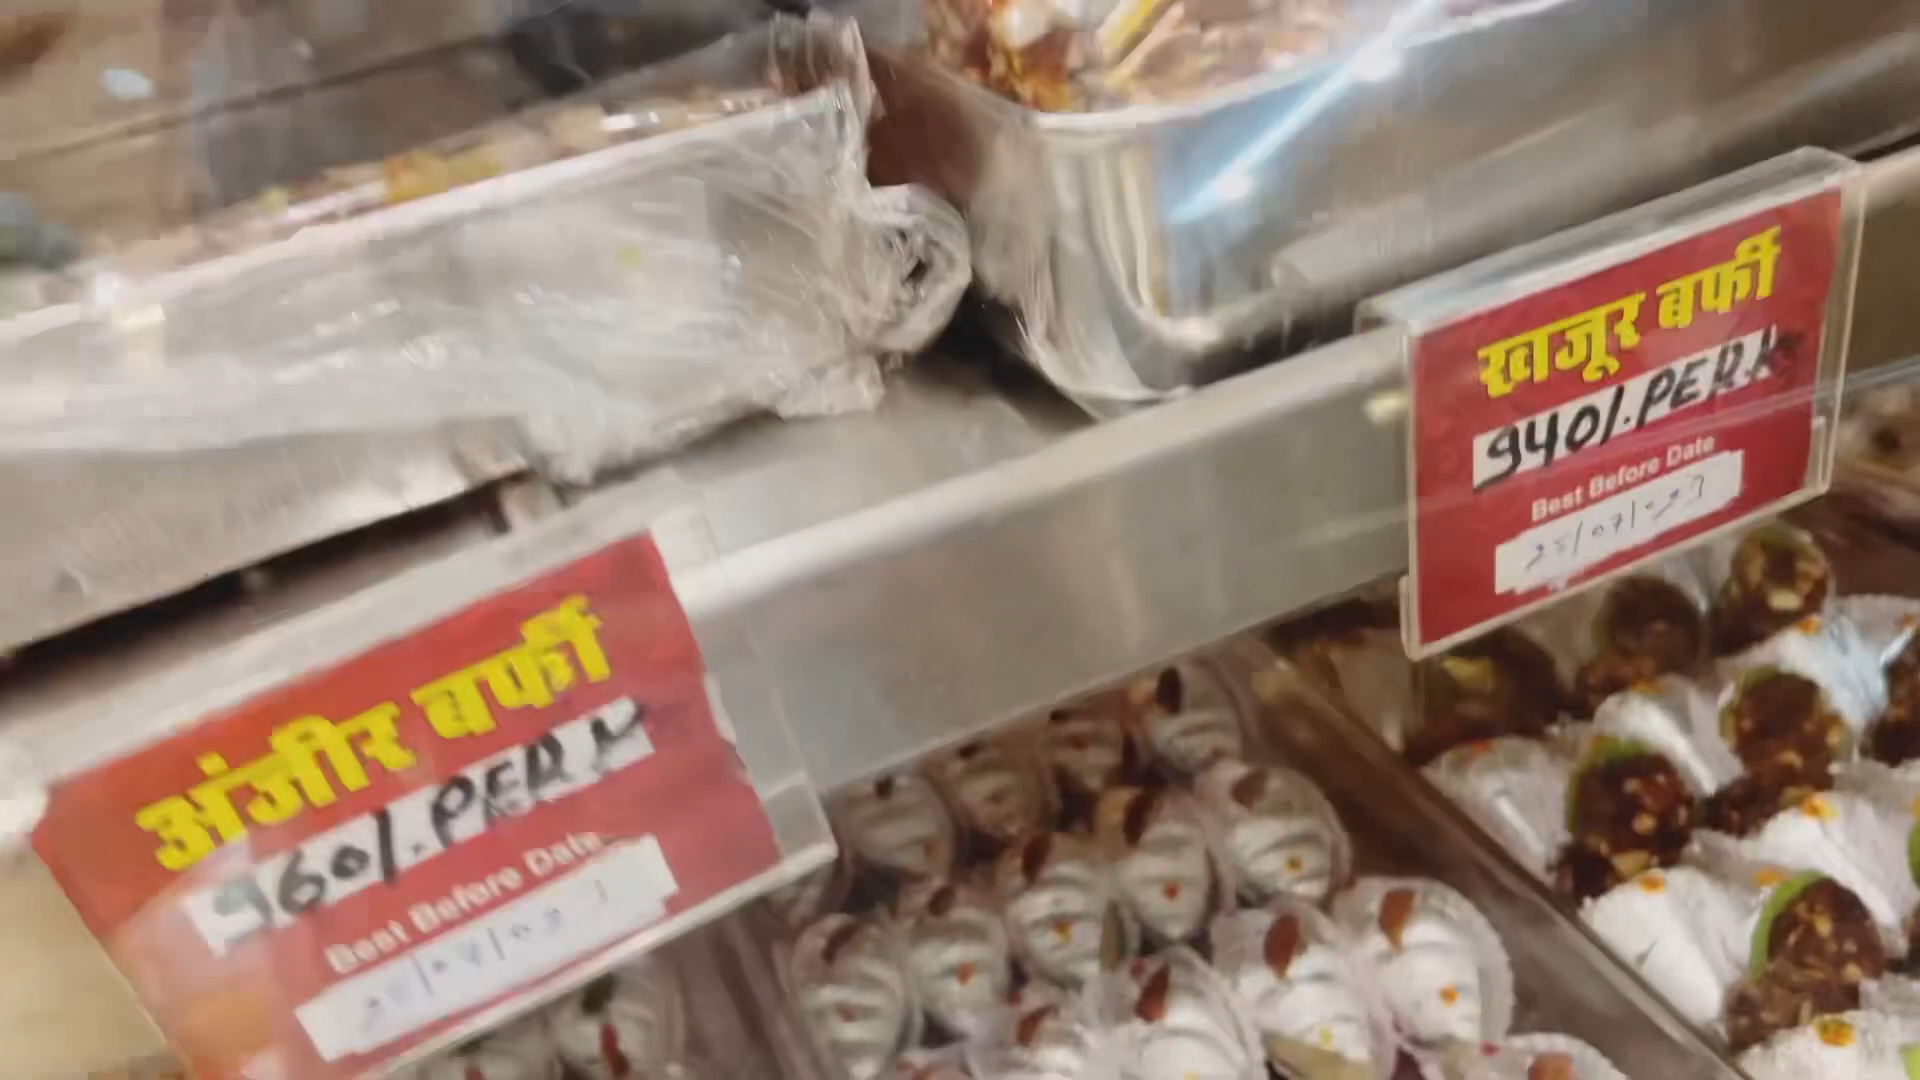 अंजीर बर्फी
960/. PER K
Best Before Date
खजूर बर्फी
940/. PER K
Best Before Date